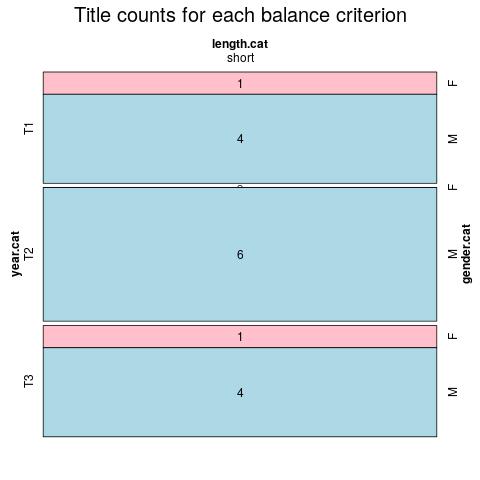 Title counts for each balance criterion
length.cat
short
1
F
T1
4
M
F
year.cat
T2
6
M
gender.cat
1
F
T3
4
M